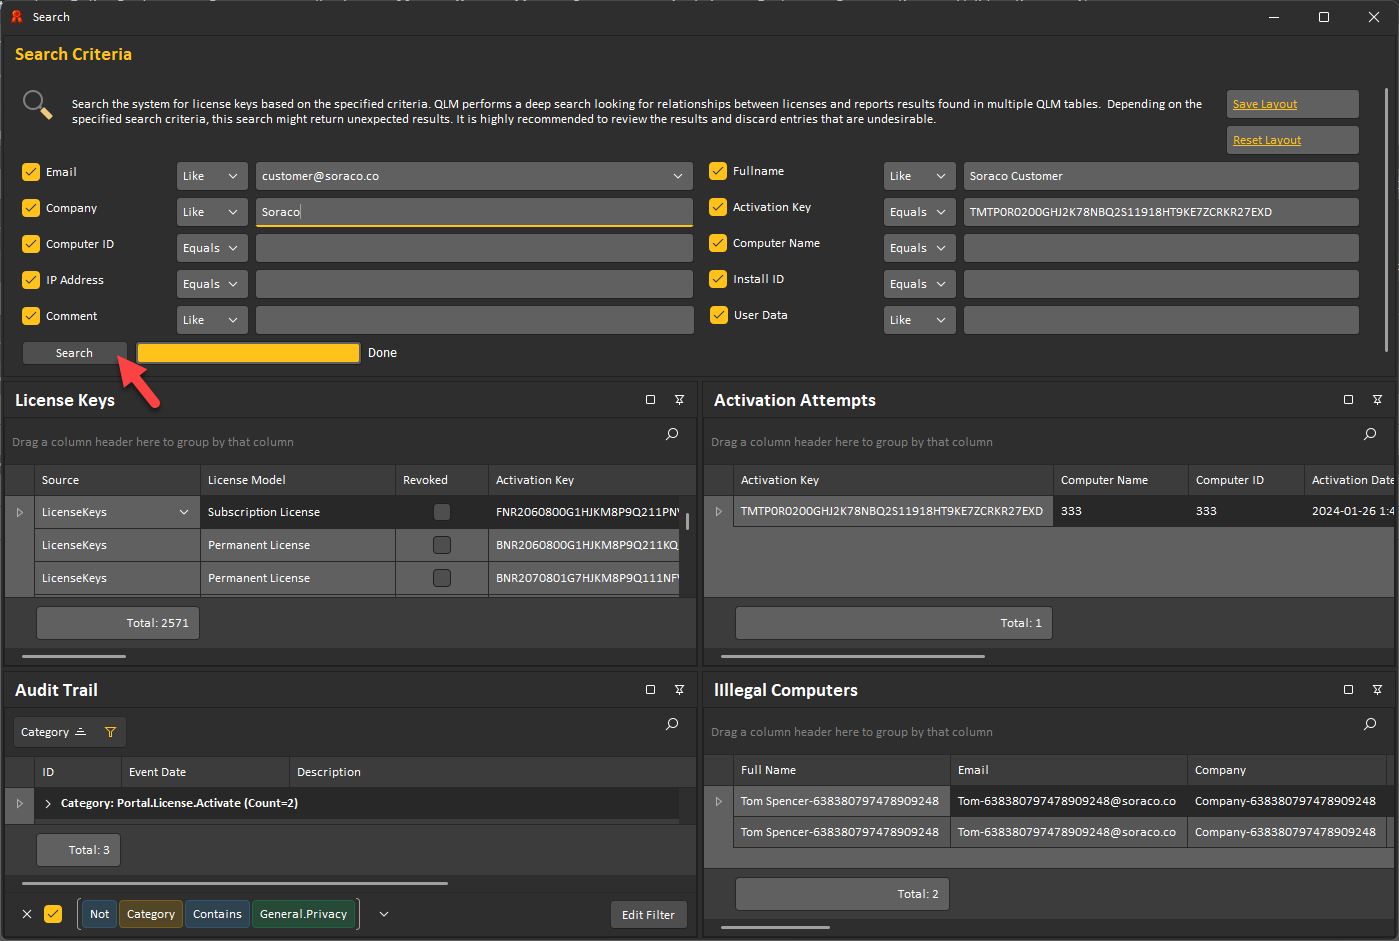 Search
Search Criteria
Search the system for license keys based on the specified criteria. QLM performs a deep search looking for relationships between licenses and reports results found in multiple QLM tables.  Depending on the
specified search criteria, this search might return unexpected results. It is highly recommended to review the results and discard entries that are undesirable.
Save Layout
Reset Layout
Email Like customer@soraco.co Fullname Like Soraco Customer
Company Like Soraco Activation Key Equals TMTP0R0200GHJ2K78NBQ2S11918HT9KE7ZCRKR27EXD
Computer ID Equals Computer Name Equals
IP Address Equals Install ID Equals
Comment Like User Data Like
Search Done
License Keys
Drag a column header here to group by that column
Source License Model Revoked Activation Key
LicenseKeys Subscription License FNR2060800G1HJKM8P9Q211PN
LicenseKeys Permanent License BNR2060800G1HJKM8P9Q211KQ
LicenseKeys Permanent License BNR2070801G7HJKM8P9Q111NF
Total: 2571
Activation Attempts
Drag a column header here to group by that column
Activation Key Computer Name Computer ID Activation Date
TMTP0R0200GHJ2K78NBQ2S11918HT9KE7ZCRKR27EXD 333 333 2024-01-26 1:4
Total: 1
Audit Trail
Category
ID Event Date Description
Category: Portal.License.Activate (Count=2)
Total: 3
Not Category Contains General.Privacy
Edit Filter
Illlegal Computers
Drag a column header here to group by that column
Full Name Email Company
Tom Spencer-638380797478909248 Tom-638380797478909248@soraco.co Company-638380797478909248
Tom Spencer-638380797478909248 Tom-638380797478909248@soraco.co Company-638380797478909248
Total: 2